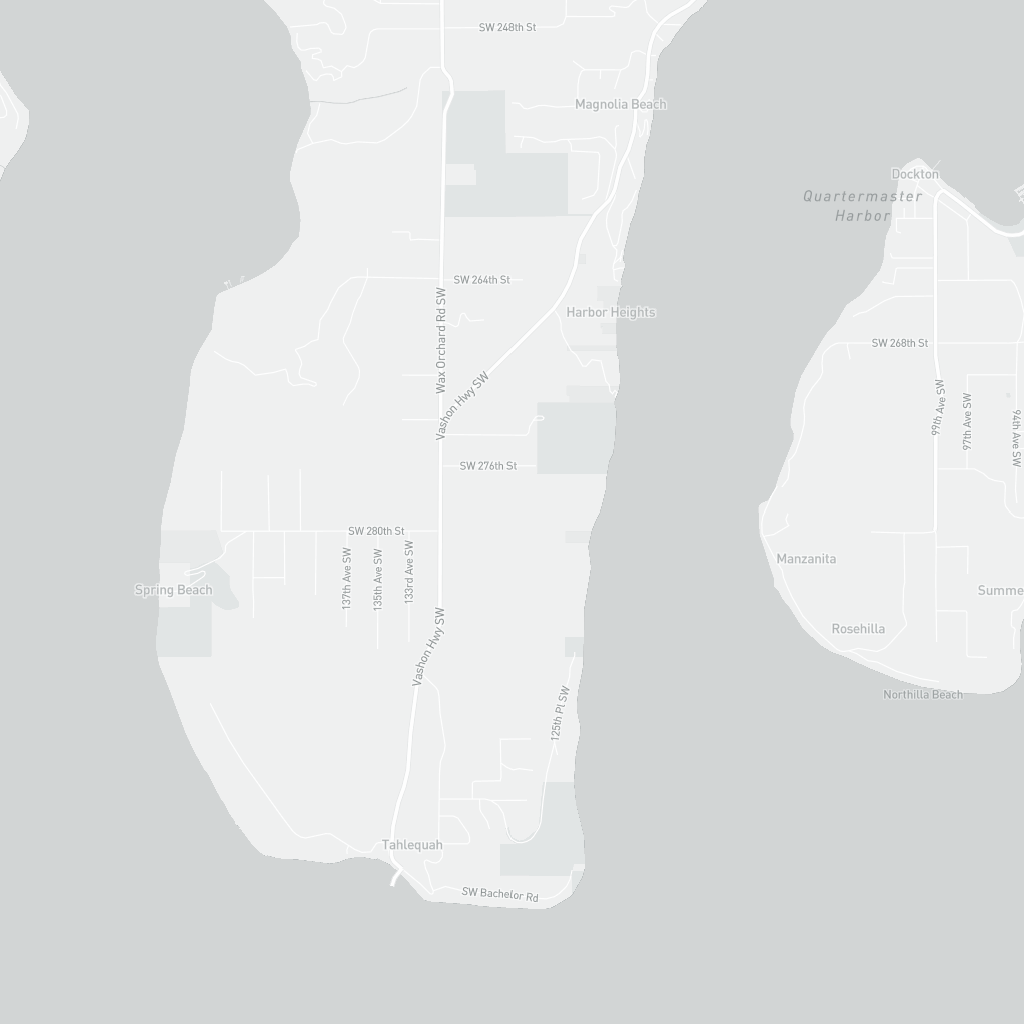 SW 248th St
Magnolia Beach
Dockton
Quartermaster
Harbor
SW 264th St
Harbor Heights
Wax Orchard Rd SW
SW 268th St
Vashon Hwy SW
99th Ave SW
97th Ave SW
94th Ave SW
SW 276th St
SW 280th St
137th Ave SW
135th Ave SW
133rd Ave SW
Manzanita
Spring Beach
Summe
Rosehilla
Vashon Hwy SW
Northilla Beach
125th Pl SW
Tahlequah
SW Bachelor Rd